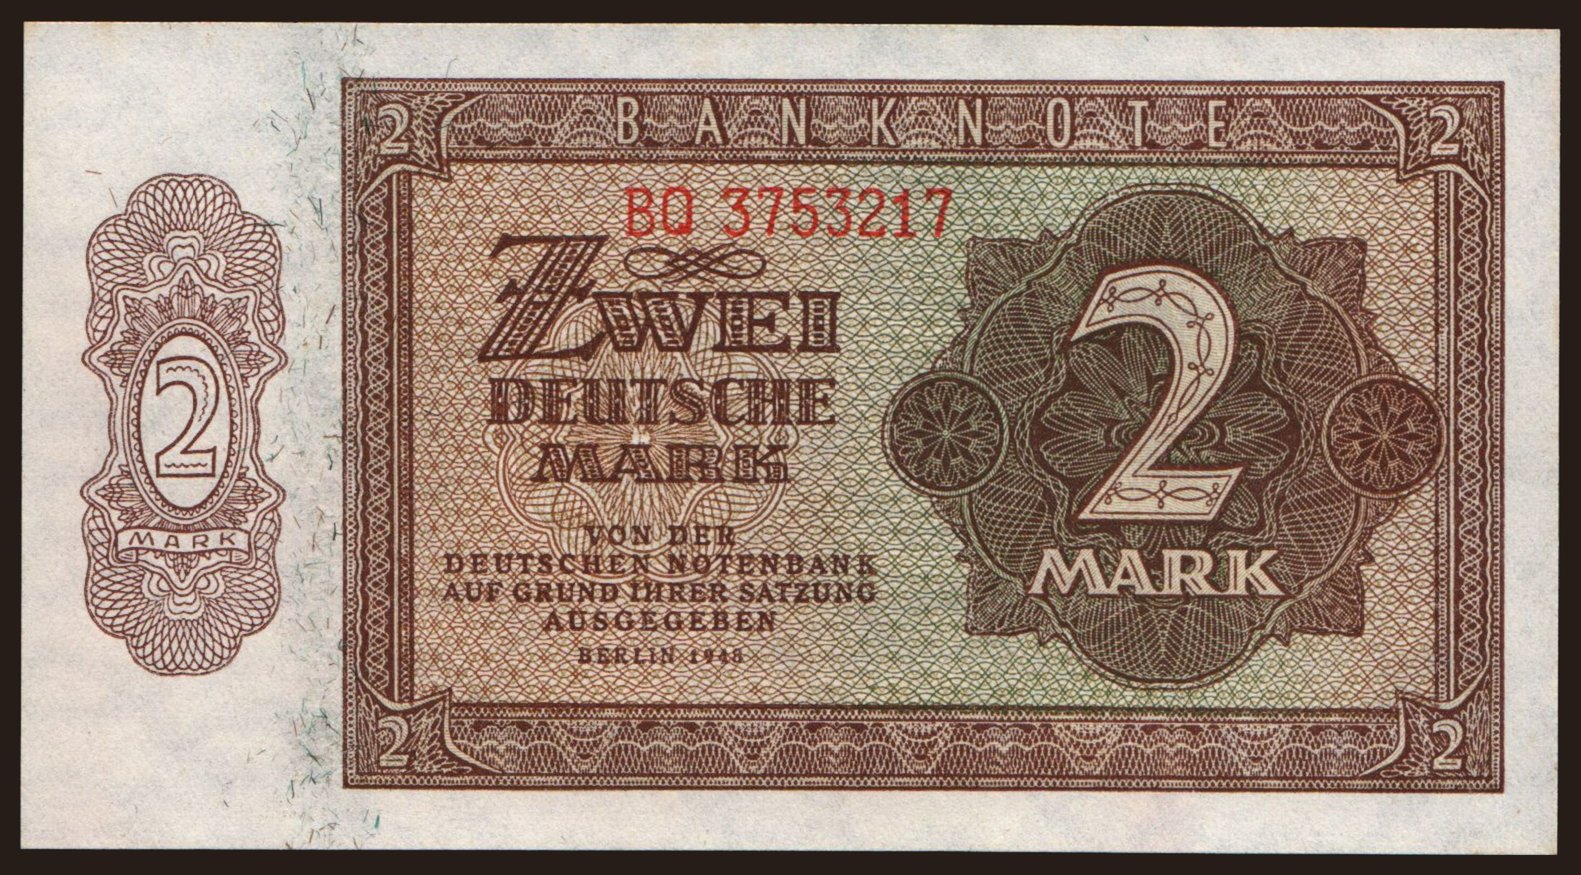 2 BANKNOTE 2
BQ 3753217
ZWEI
DEUTSCHE
MARK
VON DER
DEUTSCHEN NOTENBANK
AUF GRUND IHRER SATZUNG
AUSGEGEBEN
BERLIN 1948
2
MARK
2
MARK
2 2